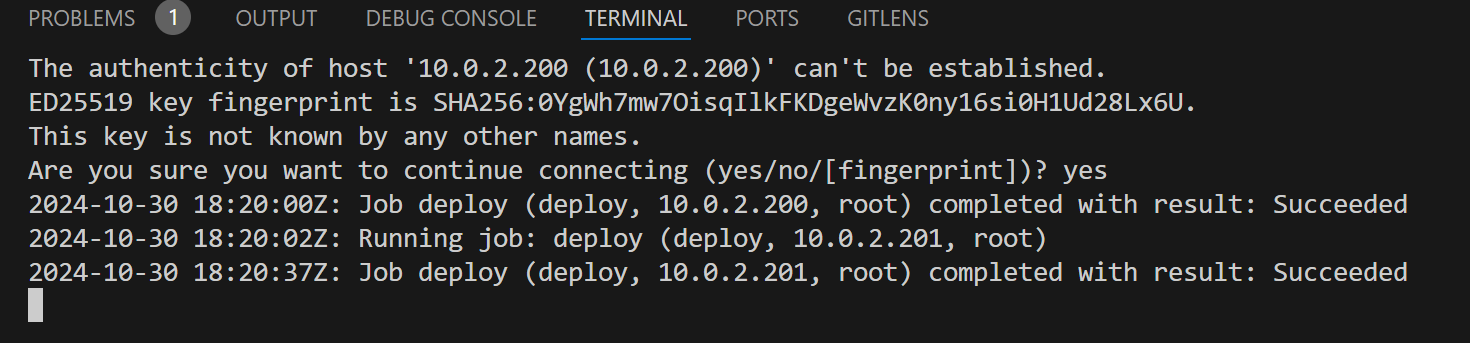 PROBLEMS 1 OUTPUT DEBUG CONSOLE TERMINAL PORTS GITLENS
The authenticity of host '10.0.2.200 (10.0.2.200)' can't be established.
ED25519 key fingerprint is SHA256:0YgWh7mw7OisqIlkFKDgeWvzK0ny16si0H1Ud28Lx6U.
This key is not known by any other names.
Are you sure you want to continue connecting (yes/no/[fingerprint])? yes
2024-10-30 18:20:00Z: Job deploy (deploy, 10.0.2.200, root) completed with result: Succeeded
2024-10-30 18:20:02Z: Running job: deploy (deploy, 10.0.2.201, root)
2024-10-30 18:20:37Z: Job deploy (deploy, 10.0.2.201, root) completed with result: Succeeded